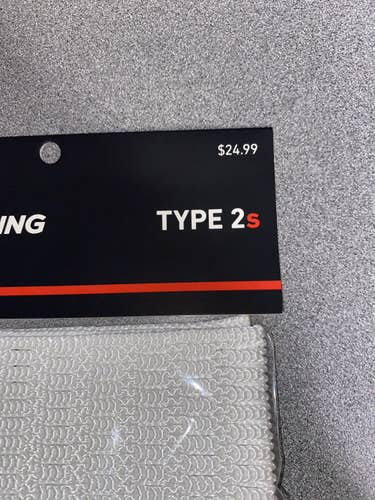 $24.99
ING TYPE 2s